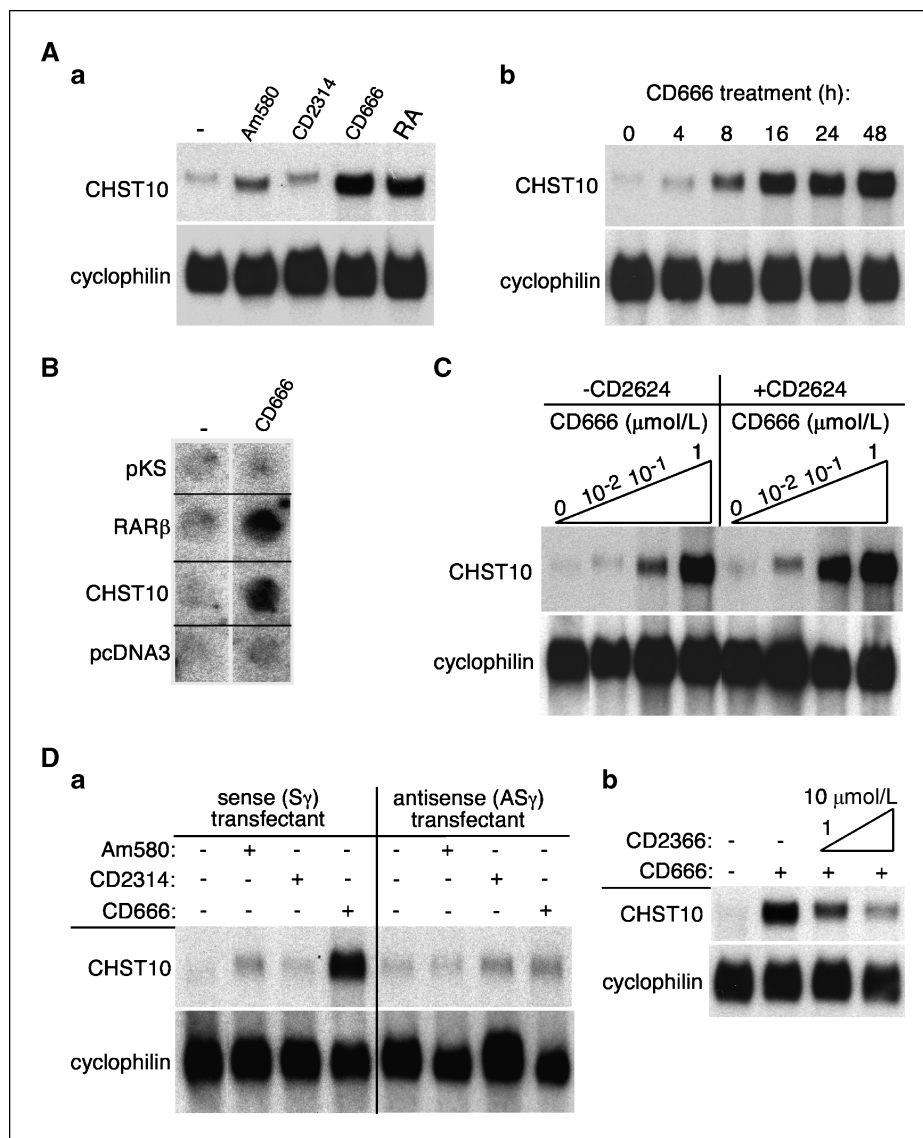 A
a
- Am580 CD2314 CD666 RA
CHST10
cyclophilin
b
CD666 treatment (h):
0 4 8 16 24 48
CHST10
cyclophilin
B
- CD666
pKS
RARβ
CHST10
pcDNA3
C
-CD2624 +CD2624
CD666 (μmol/L) CD666 (μmol/L)
0 10-2 10-1 1 0 10-2 10-1 1
CHST10
cyclophilin
D
a
sense (Sγ) antisense (ASγ)
transfectant transfectant
Am580: - + - - - + - -
CD2314: - - + - - - + -
CD666: - - - + - - - +
CHST10
cyclophilin
b
10 μmol/L
CD2366: - - 1
CD666: - + + +
CHST10
cyclophilin